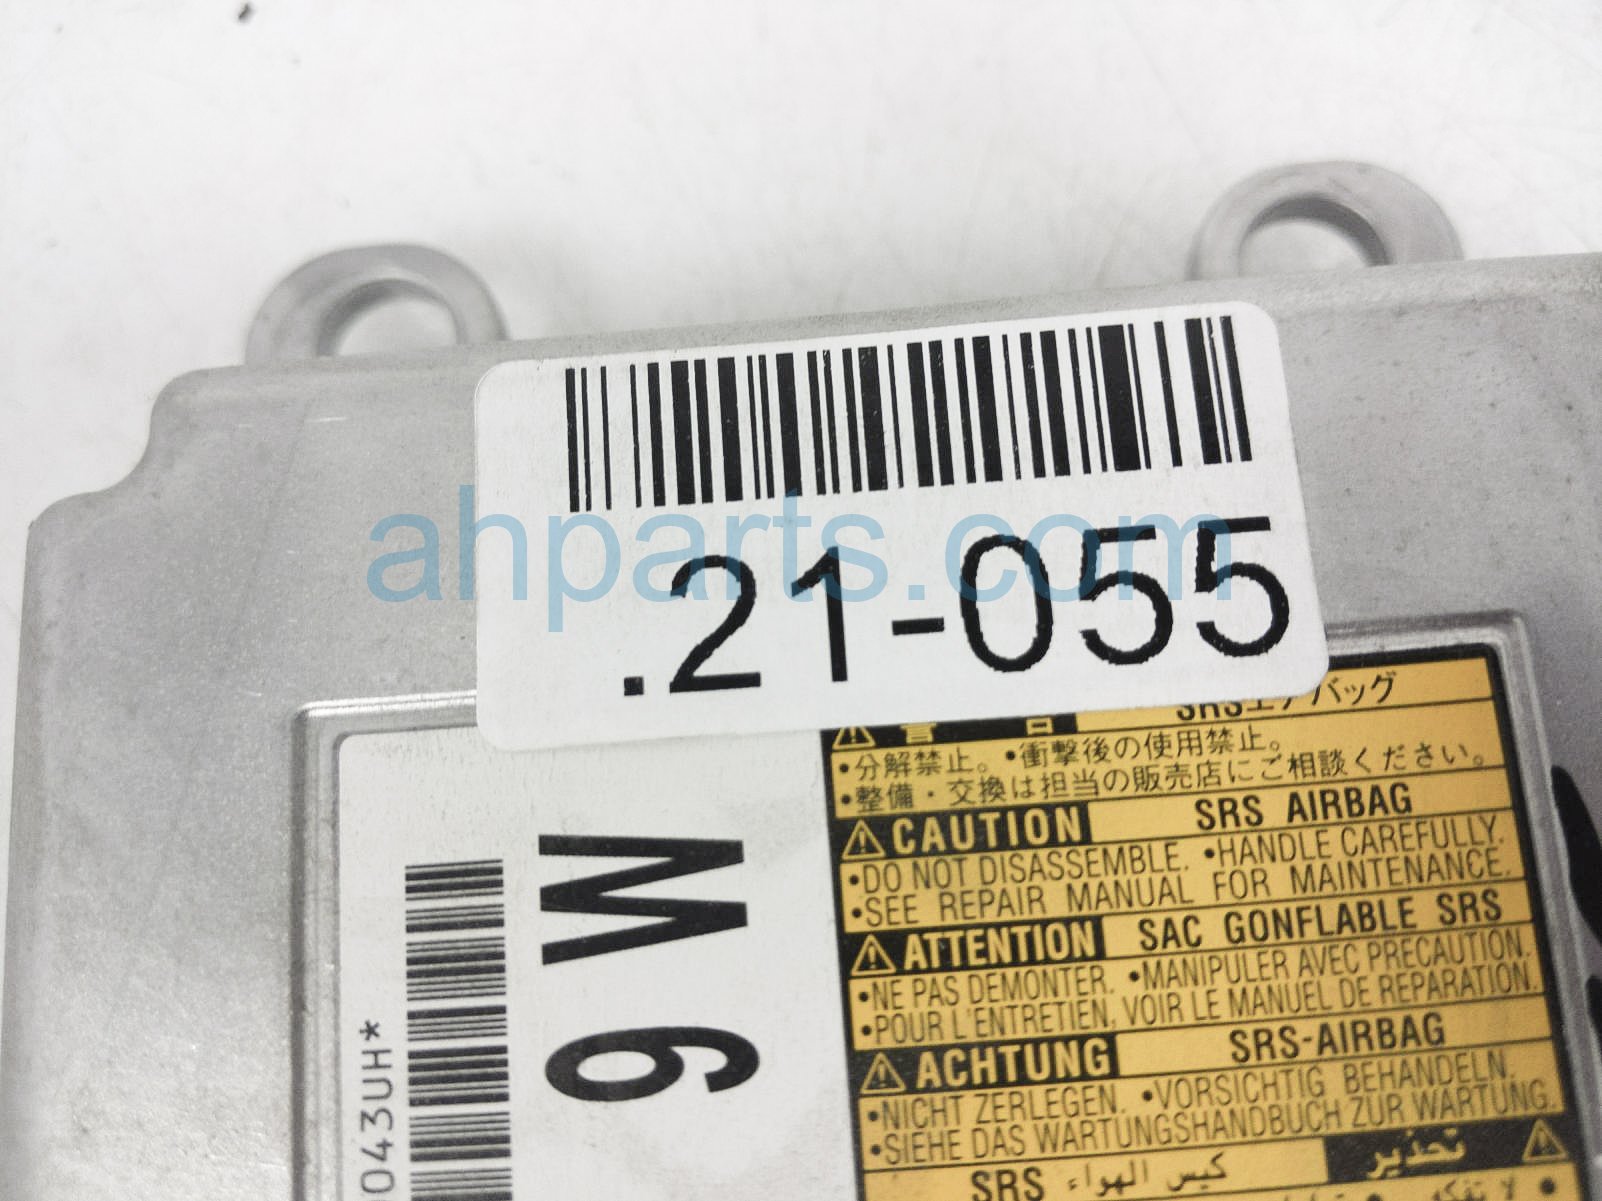 ahparts.com
.21-055
SRSエアバッグ
警 告
•分解禁止。 •衝撃後の使用禁止。
•整備・交換は担当の販売店にご相談ください。
CAUTION SRS AIRBAG
•DO NOT DISASSEMBLE. •HANDLE CAREFULLY.
•SEE REPAIR MANUAL FOR MAINTENANCE.
ATTENTION SAC GONFLABLE SRS
•NE PAS DEMONTER. •MANIPULER AVEC PRECAUTION.
•POUR L'ENTRETIEN, VOIR LE MANUEL DE REPARATION.
ACHTUNG SRS-AIRBAG
•NICHT ZERLEGEN. •VORSICHTIG BEHANDELN.
•SIEHE DAS WARTUNGSHANDBUCH ZUR WARTUNG.
تحذير كيس الهواء SRS
9W
043UH*